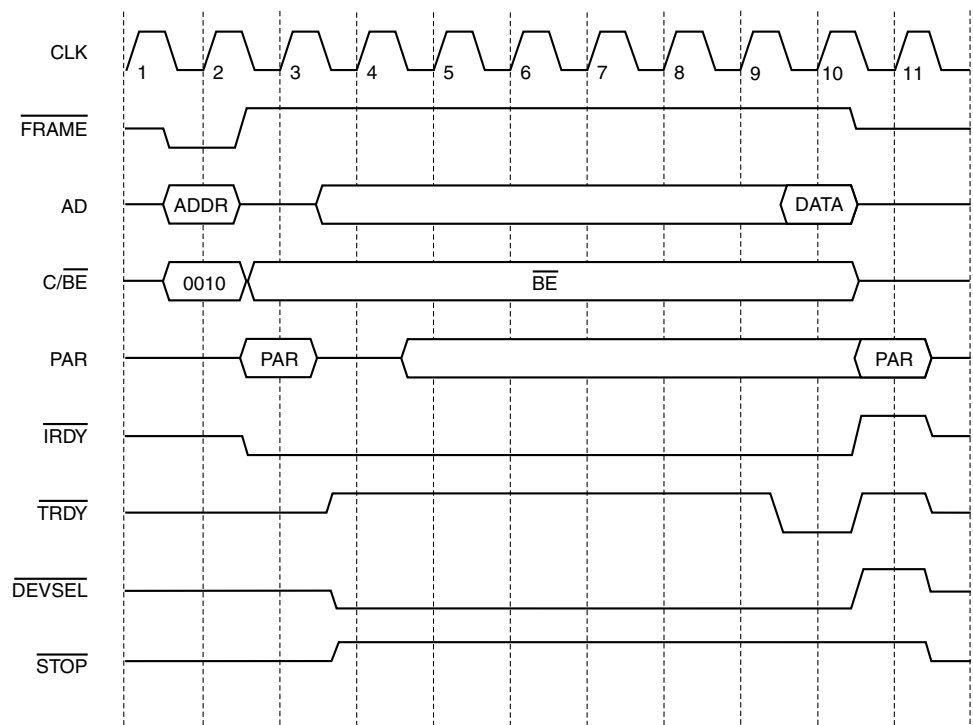 CLK
1 2 3 4 5 6 7 8 9 10 11
FRAME
AD ADDR DATA
C/BE 0010 BE
PAR PAR PAR
IRDY
TRDY
DEVSEL
STOP